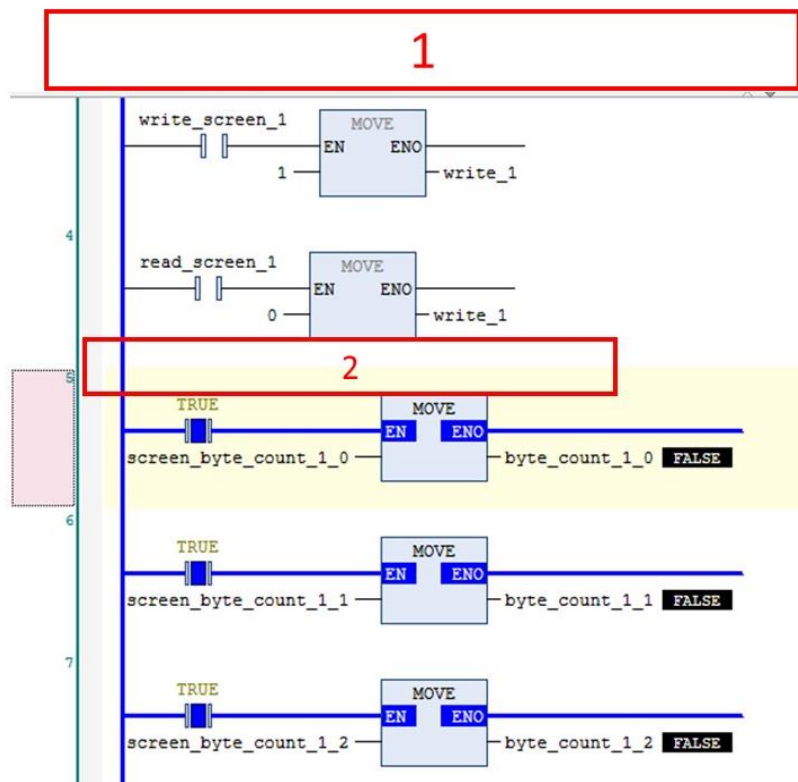 1
write_screen_1
MOVE
EN ENO
1 write_1
4
read_screen_1
MOVE
EN ENO
0 write_1
2
5
TRUE
MOVE
EN ENO
screen_byte_count_1_0 byte_count_1_0 FALSE
6
TRUE
MOVE
EN ENO
screen_byte_count_1_1 byte_count_1_1 FALSE
7
TRUE
MOVE
EN ENO
screen_byte_count_1_2 byte_count_1_2 FALSE